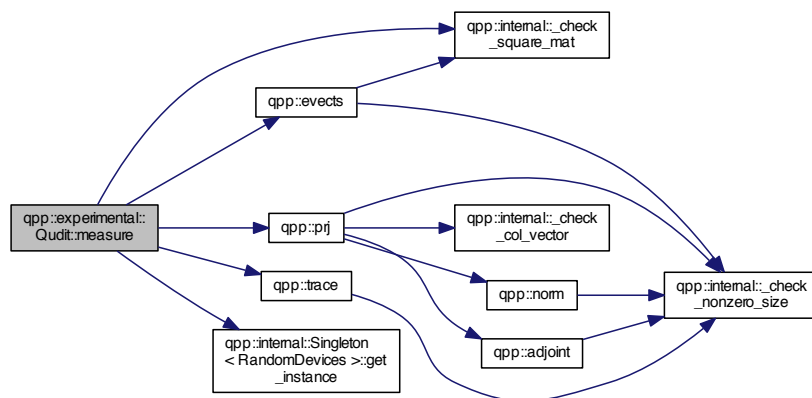 qpp::internal::_check
_square_mat
qpp::evects
qpp::experimental::
Qudit::measure
qpp::prj
qpp::internal::_check
_col_vector
qpp::trace
qpp::norm
qpp::internal::_check
_nonzero_size
qpp::internal::Singleton
< RandomDevices >::get
_instance
qpp::adjoint